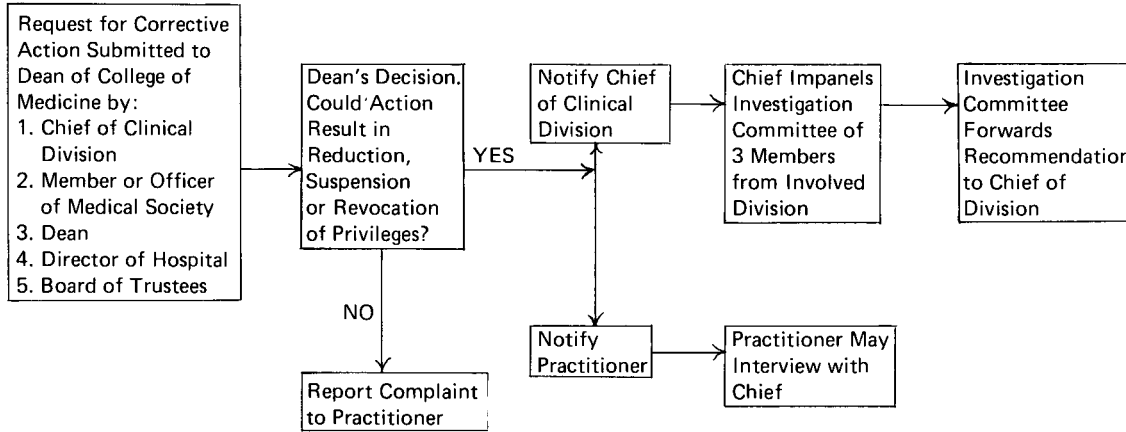 Request for Corrective
Action Submitted to
Dean of College of
Medicine by:
1. Chief of Clinical
Division
2. Member or Officer
of Medical Society
3. Dean
4. Director of Hospital
5. Board of Trustees
Dean's Decision.
Could Action
Result in
Reduction,
Suspension
or Revocation
of Privileges?
YES
NO
Report Complaint
to Practitioner
Notify Chief
of Clinical
Division
Chief Impanels
Investigation
Committee of
3 Members
from Involved
Division
Investigation
Committee
Forwards
Recommendation
to Chief of
Division
Notify
Practitioner
Practitioner May
Interview with
Chief